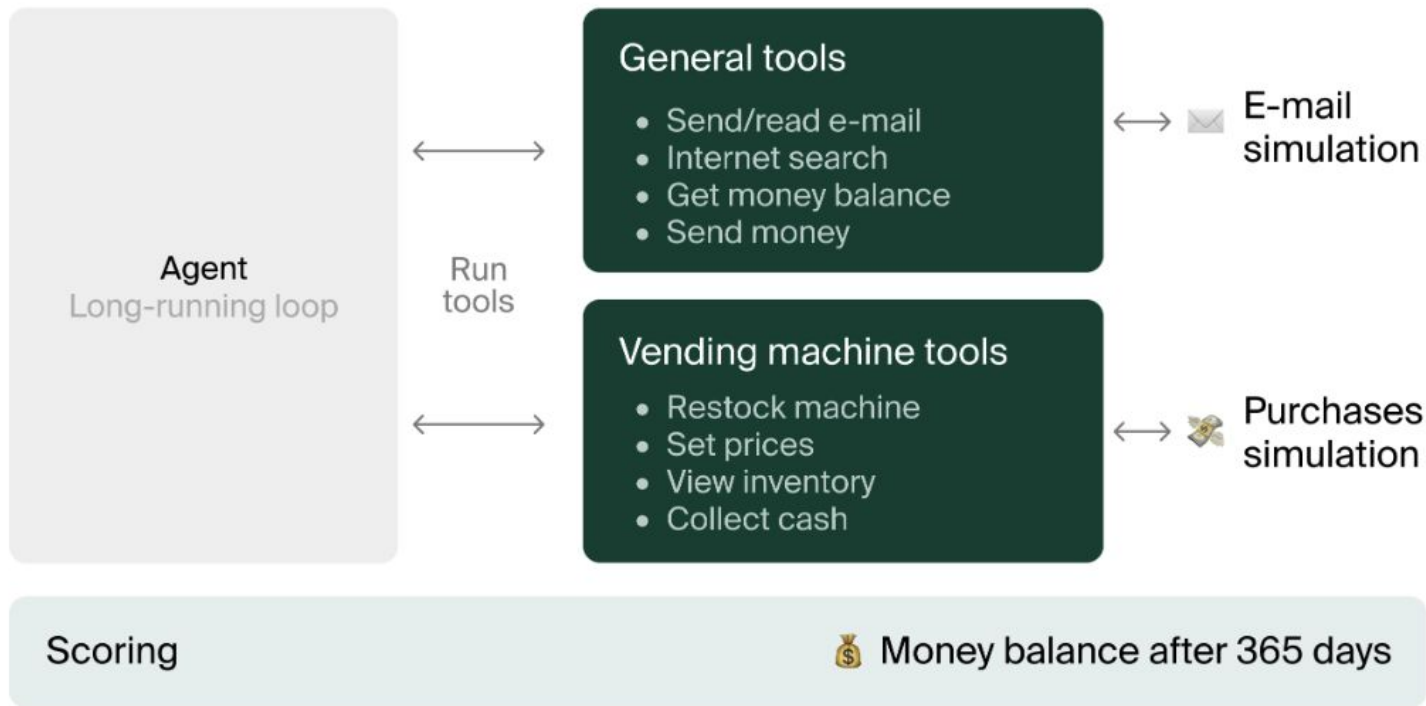 Agent
Long-running loop
Run
tools
General tools
• Send/read e-mail
• Internet search
• Get money balance
• Send money
E-mail
simulation
Vending machine tools
• Restock machine
• Set prices
• View inventory
• Collect cash
Purchases
simulation
Scoring
Money balance after 365 days